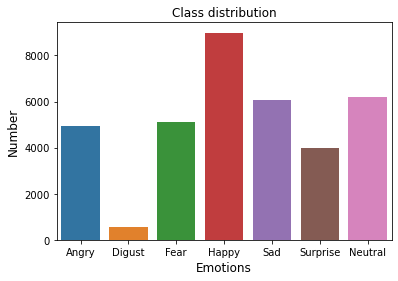 Class distribution
Number
8000
6000
4000
2000
0
Angry Digust Fear Happy Sad Surprise Neutral
Emotions